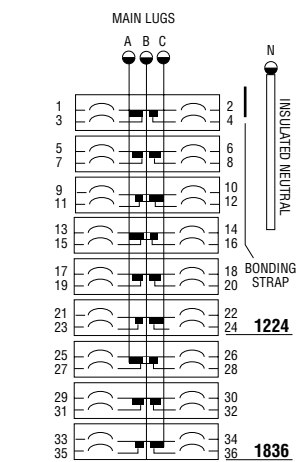 MAIN LUGS
A B C
N
INSULATED NEUTRAL
1 2
3 4
5 6
7 8
9 10
11 12
13 14
15 16
BONDING
STRAP
17 18
19 20
21 22
23 24 1224
25 26
27 28
29 30
31 32
33 34
35 36 1836